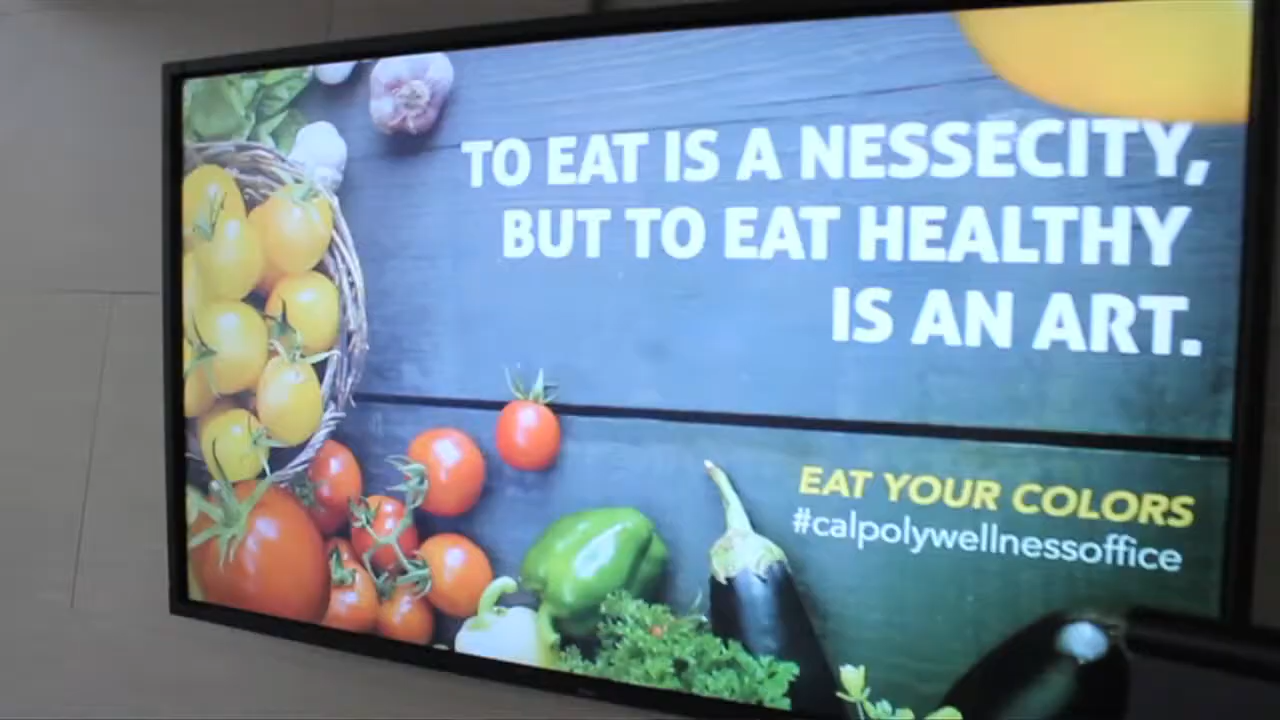 TO EAT IS A NESSECITY,
BUT TO EAT HEALTHY
IS AN ART.
EAT YOUR COLORS
#calpolywellnessoffice